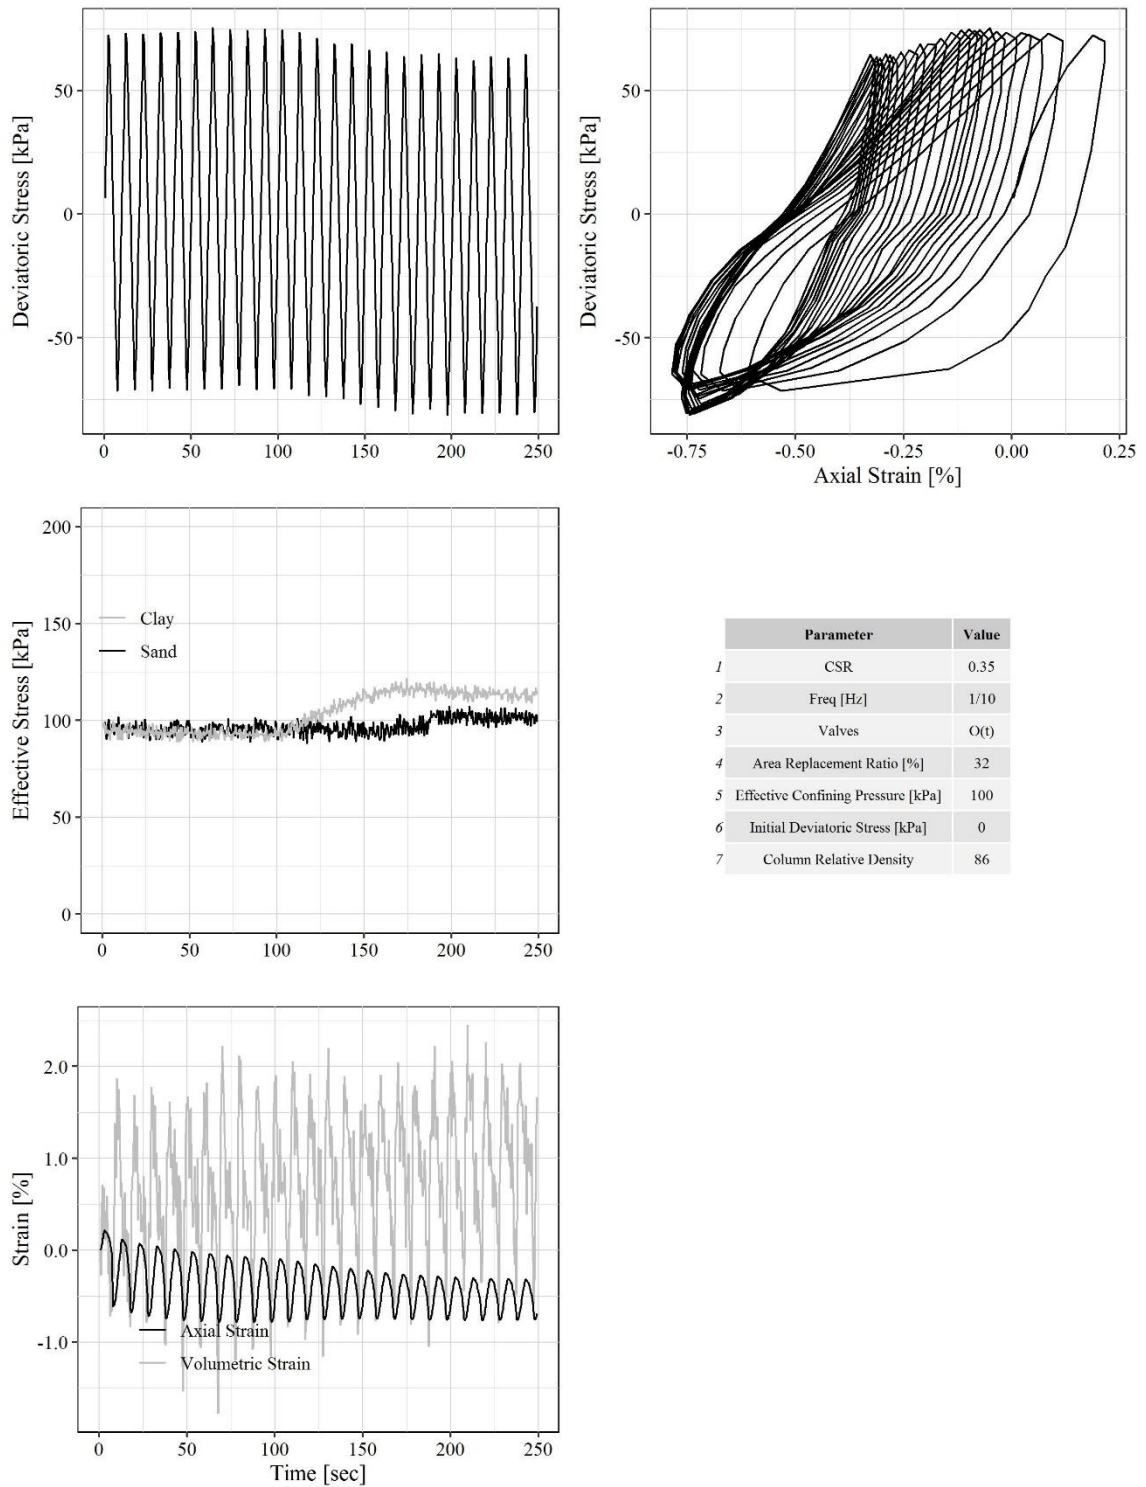 Deviatoric Stress [kPa]
50
0
-50
0 50 100 150 200 250
Deviatoric Stress [kPa]
50
0
-50
-0.75 -0.50 -0.25 0.00 0.25
Axial Strain [%]
Effective Stress [kPa]
200
150
100
50
0
Clay
Sand
0 50 100 150 200 250
Parameter Value
1 CSR 0.35
2 Freq [Hz] 1/10
3 Valves O(t)
4 Area Replacement Ratio [%] 32
5 Effective Confining Pressure [kPa] 100
6 Initial Deviatoric Stress [kPa] 0
7 Column Relative Density 86
Strain [%]
2.0
1.0
0.0
-1.0
Axial Strain
Volumetric Strain
0 50 100 150 200 250
Time [sec]